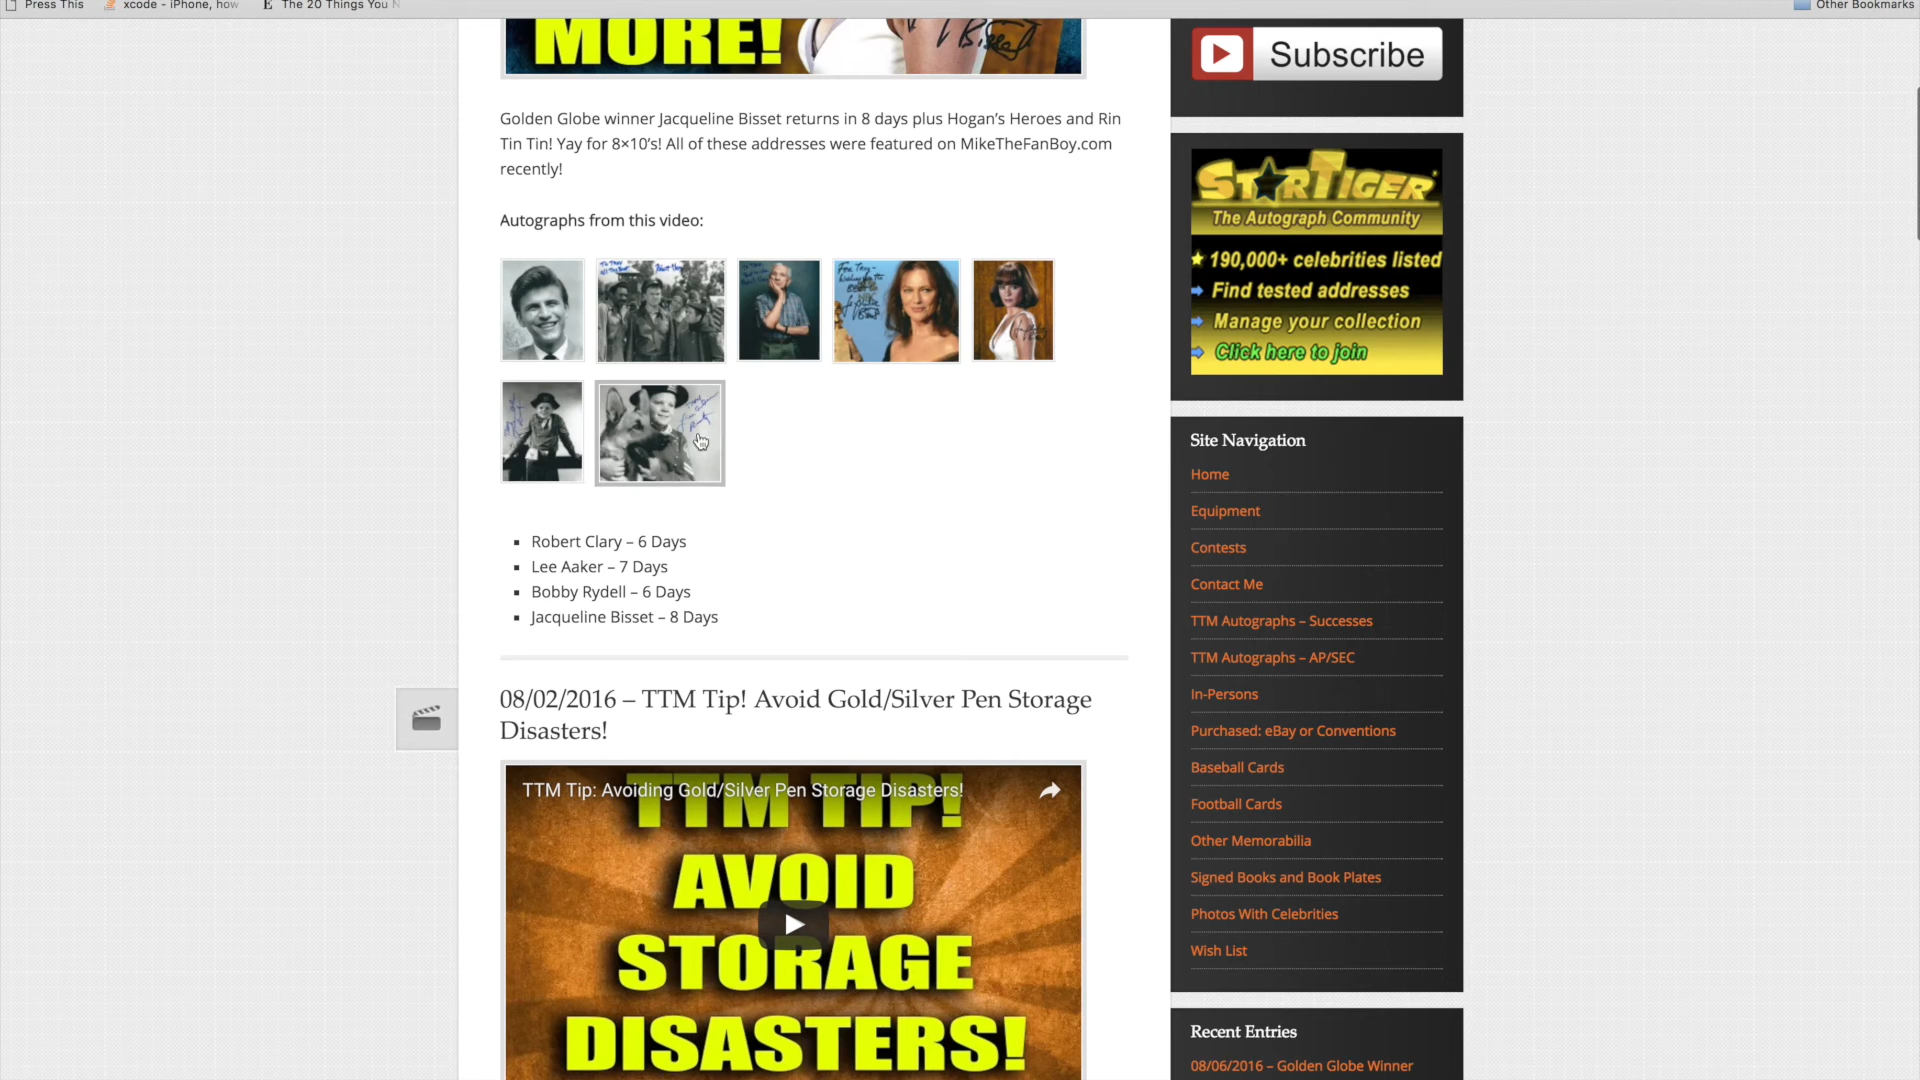 Press This
xcode - iPhone, how
The 20 Things You N
Other Bookmarks
MORE!
Subscribe
Golden Globe winner Jacqueline Bisset returns in 8 days plus Hogan’s Heroes and Rin
Tin Tin! Yay for 8×10’s! All of these addresses were featured on MikeTheFanBoy.com
recently!
STARTIGER
The Autograph Community
190,000+ celebrities listed
Find tested addresses
Manage your collection
Click here to join
Autographs from this video:
Robert Clary – 6 Days
Lee Aaker – 7 Days
Bobby Rydell – 6 Days
Jacqueline Bisset – 8 Days
08/02/2016 – TTM Tip! Avoid Gold/Silver Pen Storage
Disasters!
TTM Tip: Avoiding Gold/Silver Pen Storage Disasters!
TTM TIP!
AVOID
STORAGE
DISASTERS!
Site Navigation
Home
Equipment
Contests
Contact Me
TTM Autographs – Successes
TTM Autographs – AP/SEC
In-Persons
Purchased: eBay or Conventions
Baseball Cards
Football Cards
Other Memorabilia
Signed Books and Book Plates
Photos With Celebrities
Wish List
Recent Entries
08/06/2016 – Golden Globe Winner